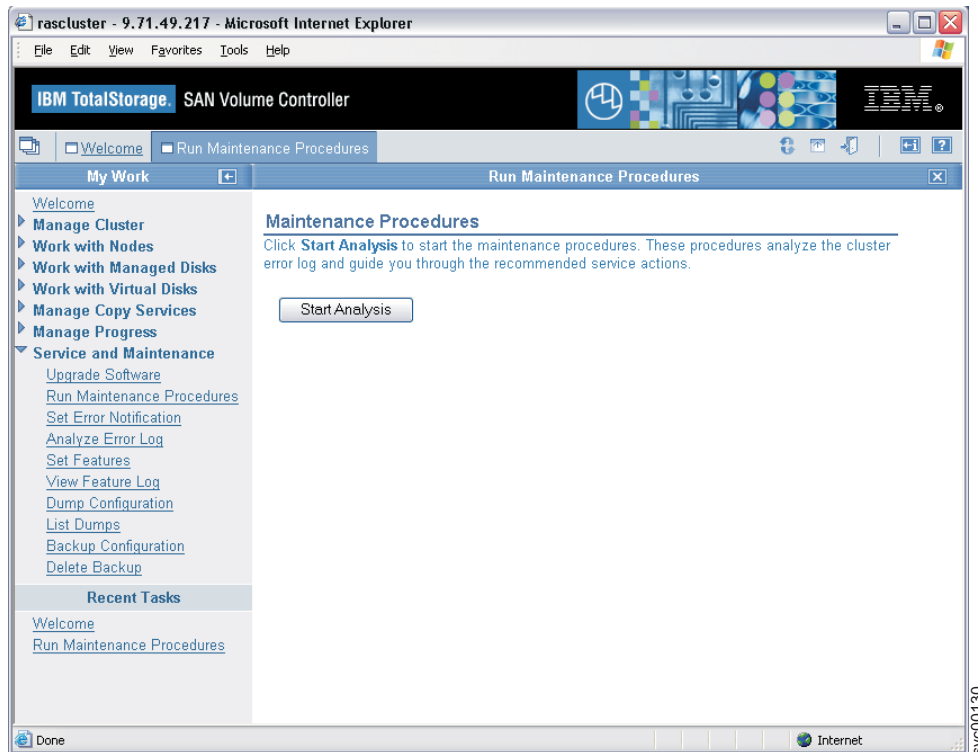 rascluster - 9.71.49.217 - Microsoft Internet Explorer
File Edit View Favorites Tools Help
IBM TotalStorage. SAN Volume Controller
IBM®
Welcome Run Maintenance Procedures
My Work
Run Maintenance Procedures
Welcome
Manage Cluster
Work with Nodes
Work with Managed Disks
Work with Virtual Disks
Manage Copy Services
Manage Progress
Service and Maintenance
Upgrade Software
Run Maintenance Procedures
Set Error Notification
Analyze Error Log
Set Features
View Feature Log
Dump Configuration
List Dumps
Backup Configuration
Delete Backup
Recent Tasks
Welcome
Run Maintenance Procedures
Maintenance Procedures
Click Start Analysis to start the maintenance procedures. These procedures analyze the cluster
error log and guide you through the recommended service actions.
Start Analysis
Done
Internet